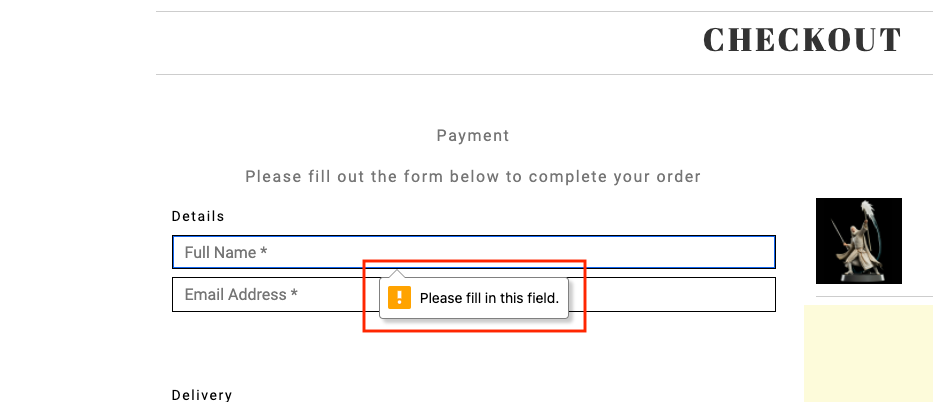 CHECKOUT
Payment
Please fill out the form below to complete your order
Details
Full Name *
Email Address *
Please fill in this field.
Delivery